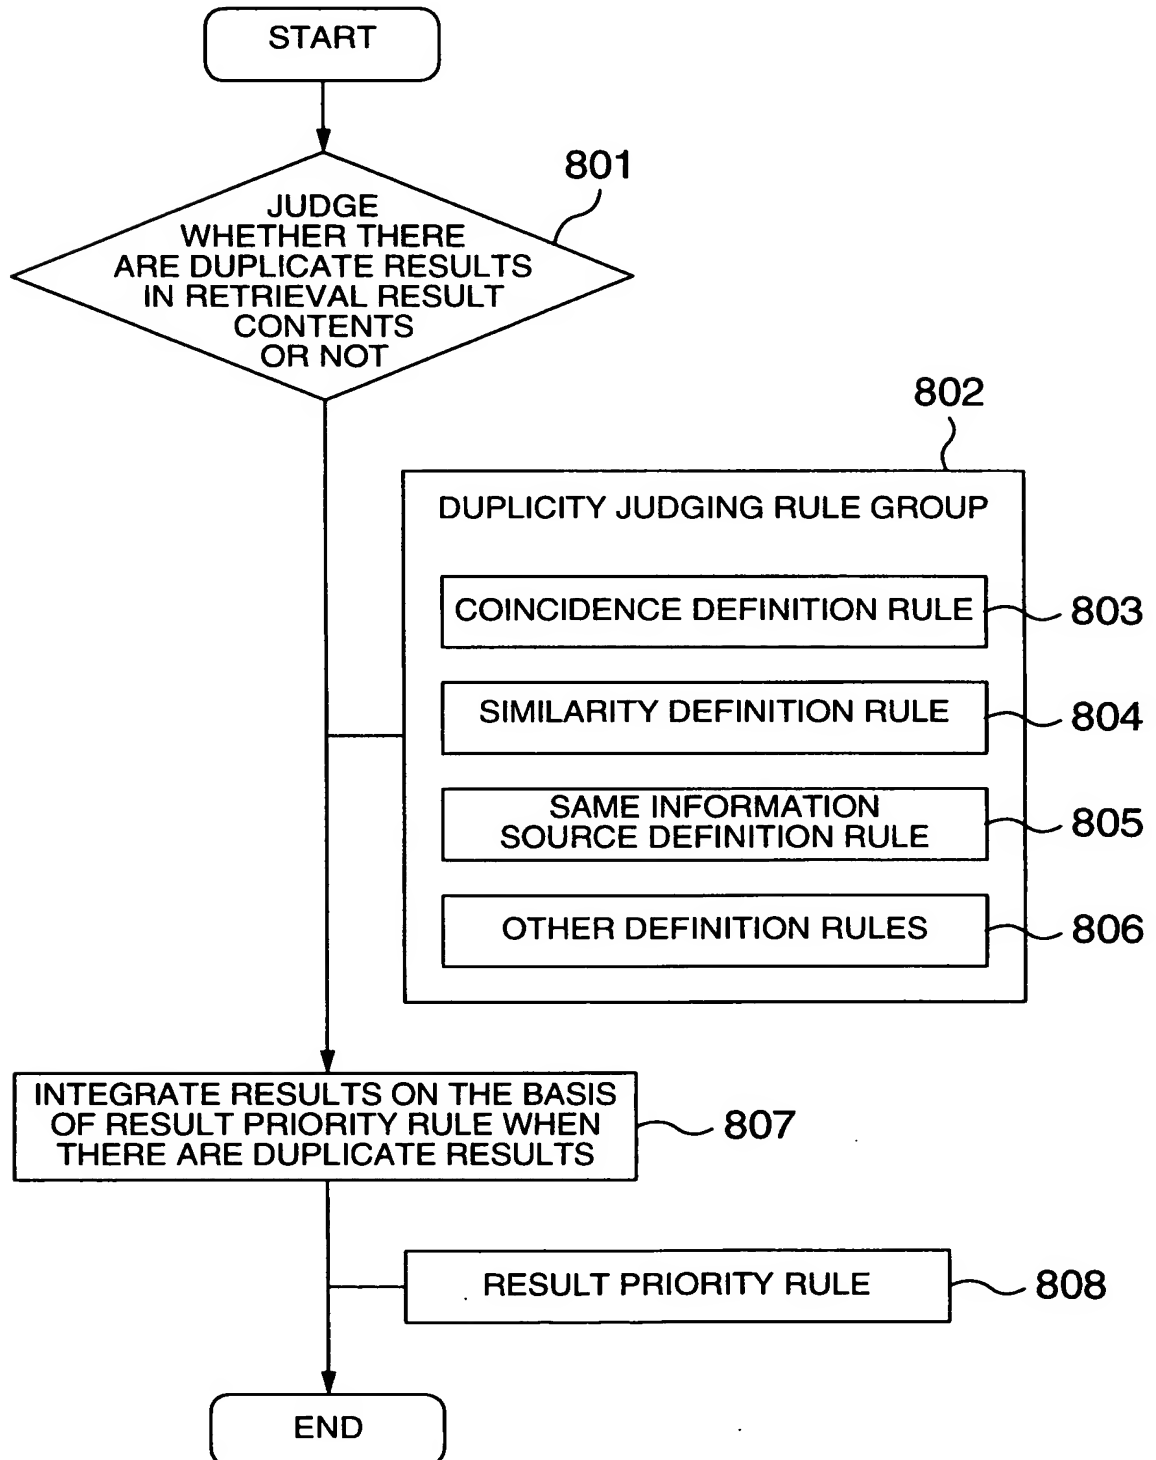 START
801
JUDGE
WHETHER THERE
ARE DUPLICATE RESULTS
IN RETRIEVAL RESULT
CONTENTS
OR NOT
802
DUPLICITY JUDGING RULE GROUP
COINCIDENCE DEFINITION RULE
803
SIMILARITY DEFINITION RULE
804
SAME INFORMATION
SOURCE DEFINITION RULE
805
OTHER DEFINITION RULES
806
INTEGRATE RESULTS ON THE BASIS
OF RESULT PRIORITY RULE WHEN
THERE ARE DUPLICATE RESULTS
807
RESULT PRIORITY RULE
808
END